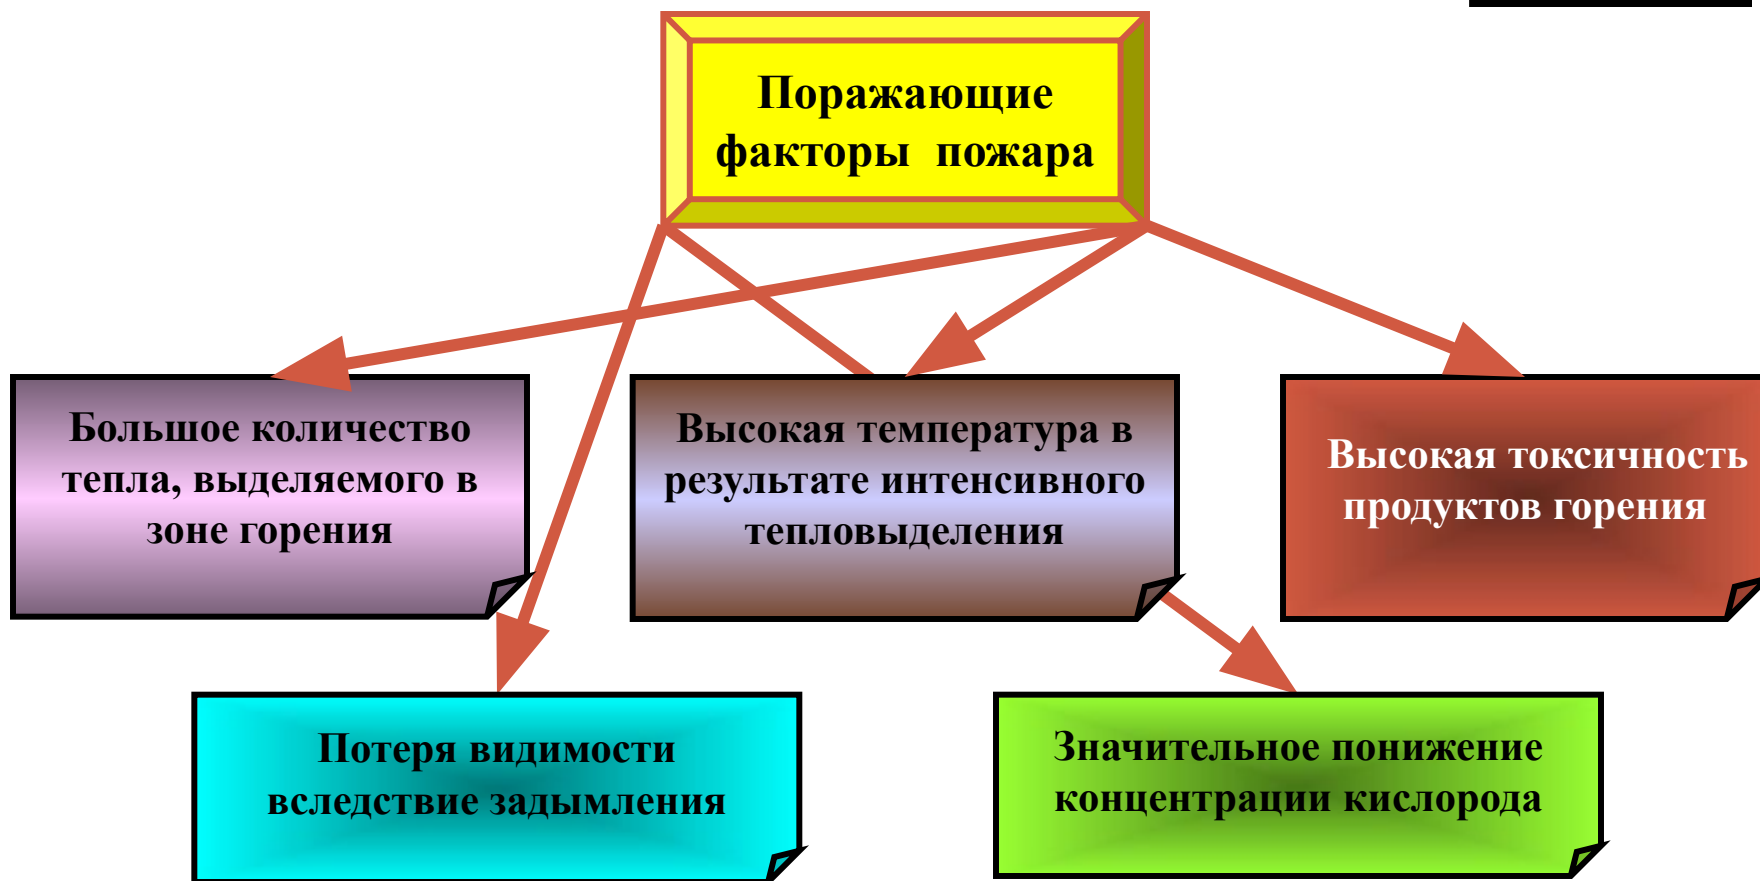 Поражающие
факторы пожара
Большое количество
тепла, выделяемого в
зоне горения
Высокая температура в
результате интенсивного
тепловыделения
Высокая токсичность
продуктов горения
Потеря видимости
вследствие задымления
Значительное понижение
концентрации кислорода